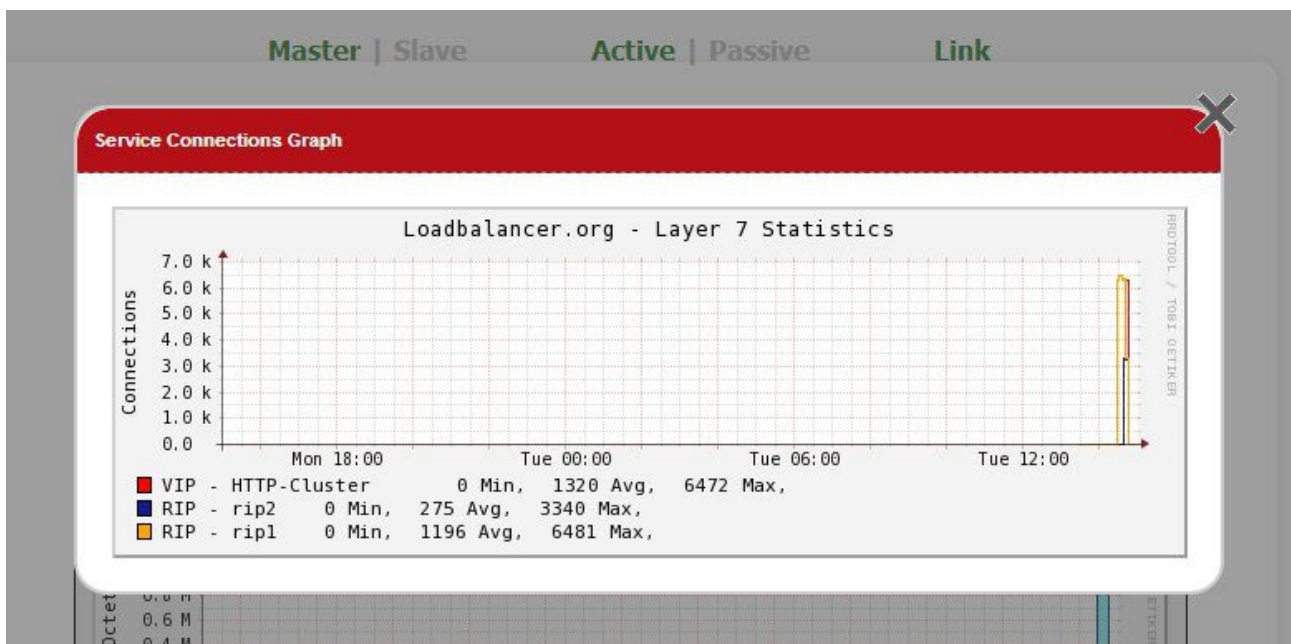 Master | Slave Active | Passive Link
Service Connections Graph
Loadbalancer.org - Layer 7 Statistics
RRDTOOL / TOBI OETIKER
Connections
7.0 k
6.0 k
5.0 k
4.0 k
3.0 k
2.0 k
1.0 k
0.0
Mon 18:00 Tue 00:00 Tue 06:00 Tue 12:00
VIP - HTTP-Cluster 0 Min, 1320 Avg, 6472 Max,
RIP - rip2 0 Min, 275 Avg, 3340 Max,
RIP - rip1 0 Min, 1196 Avg, 6481 Max,
0.6 M